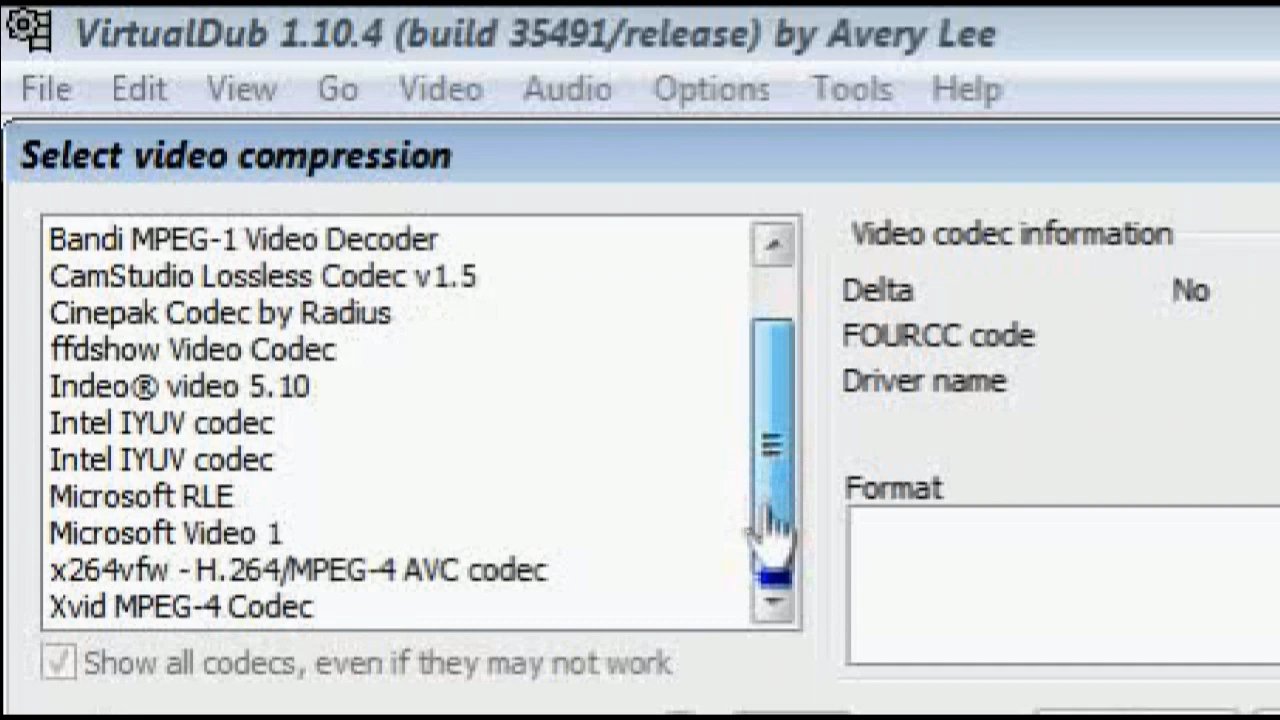 VirtualDub 1.10.4 (build 35491/release) by Avery Lee
File Edit View Go Video Audio Options Tools Help
Select video compression
Bandi MPEG-1 Video Decoder
CamStudio Lossless Codec v1.5
Cinepak Codec by Radius
ffdshow Video Codec
Indeo® video 5.10
Intel IYUV codec
Intel IYUV codec
Microsoft RLE
Microsoft Video 1
x264vfw - H.264/MPEG-4 AVC codec
Xvid MPEG-4 Codec
Show all codecs, even if they may not work
Video codec information
Delta No
FOURCC code
Driver name
Format